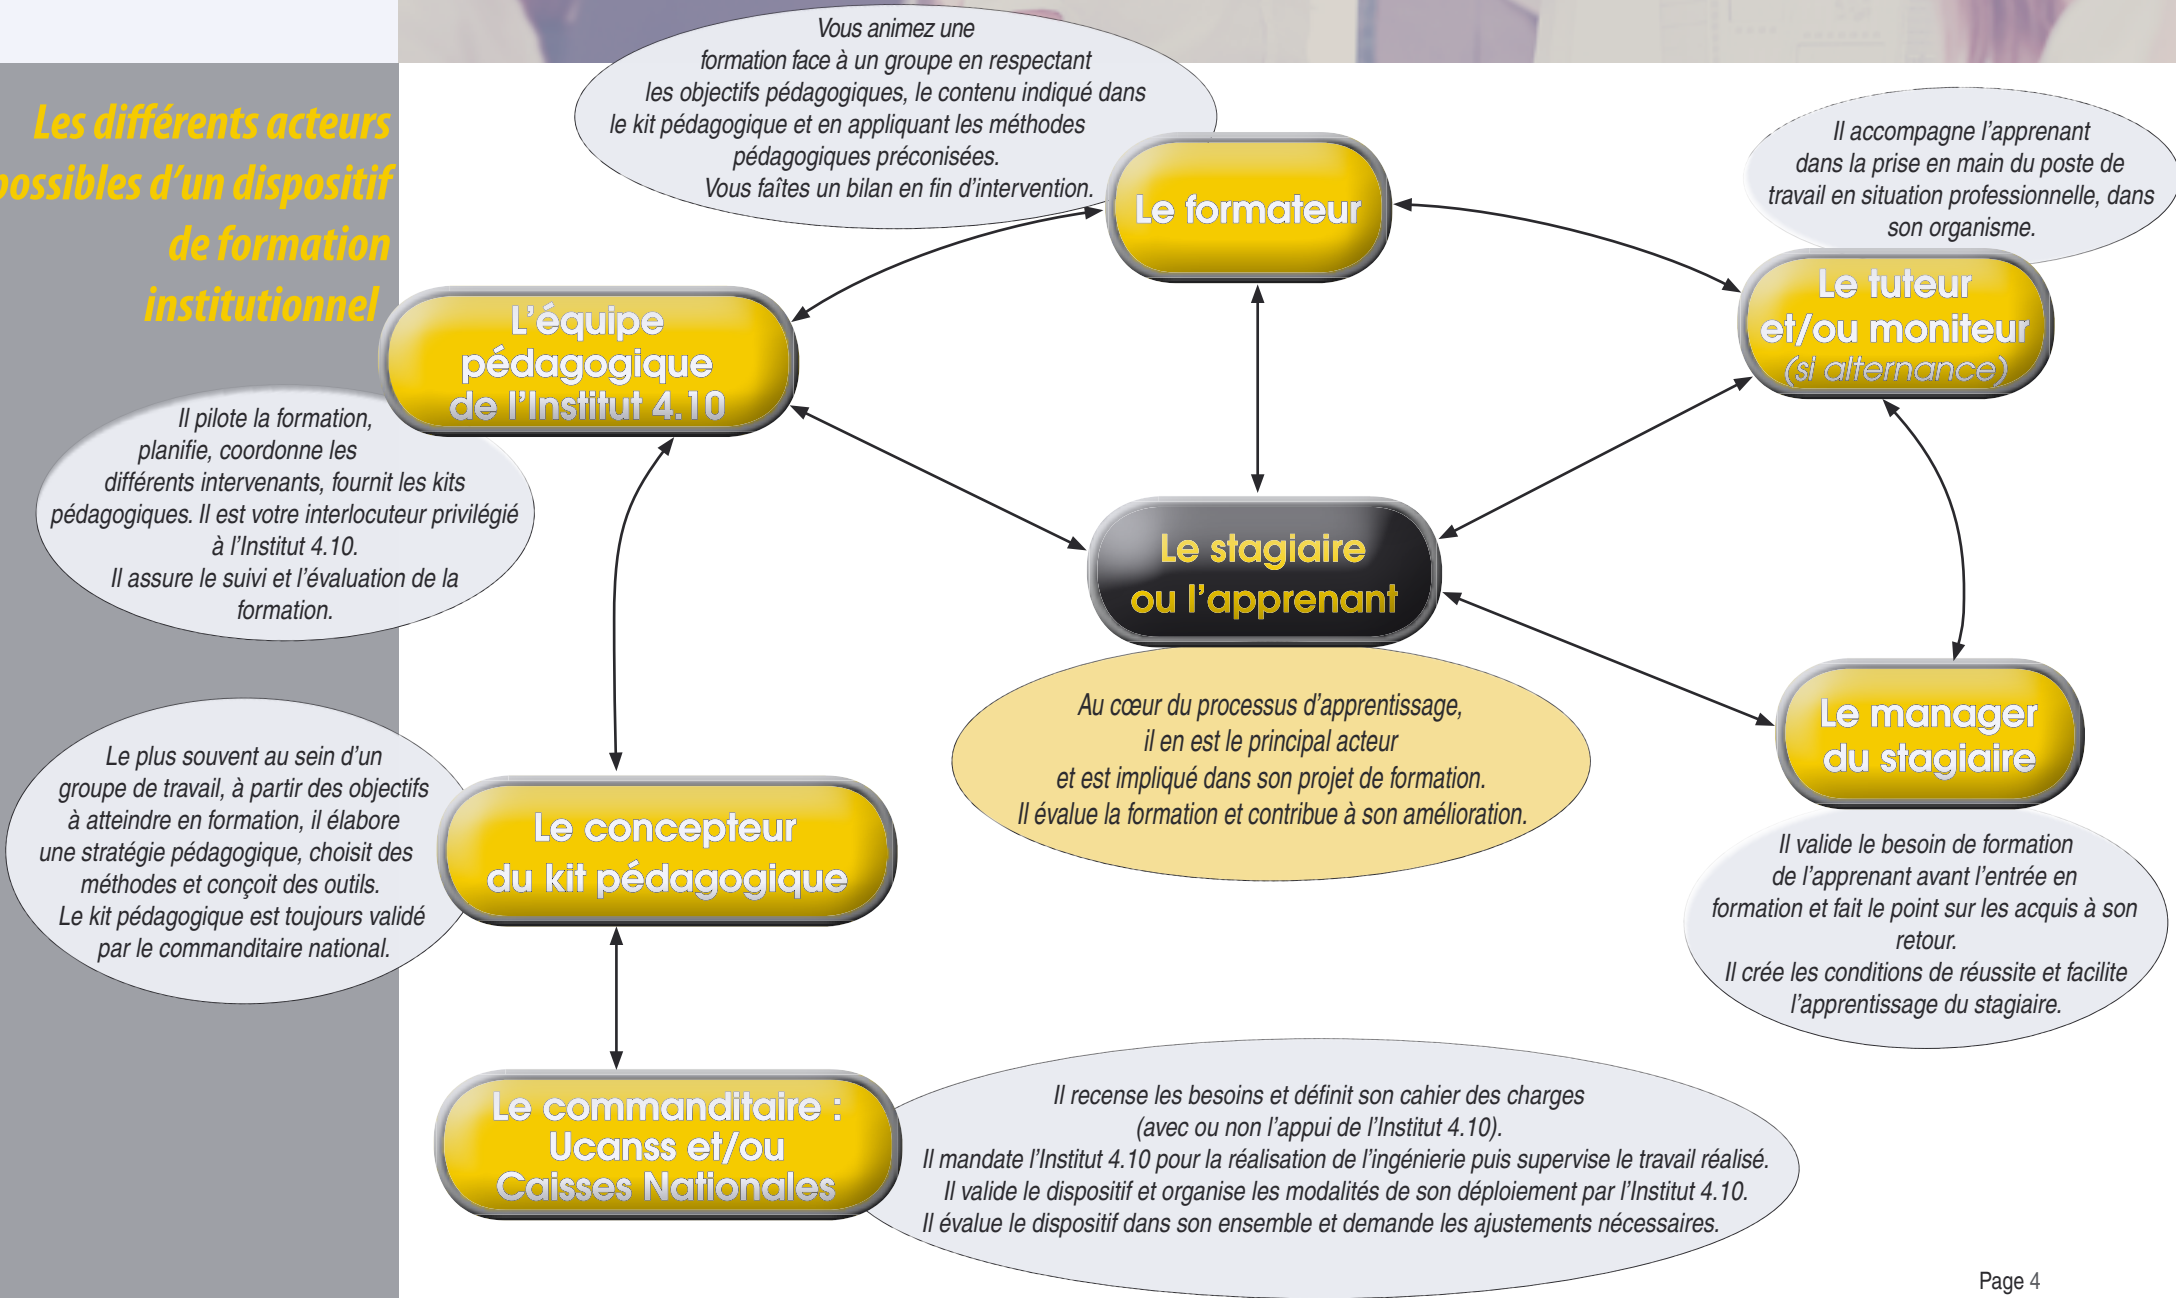 Les différents acteurs
possibles d'un dispositif
de formation
institutionnel
Vous animez une
formation face à un groupe en respectant
les objectifs pédagogiques, le contenu indiqué dans
le kit pédagogique et en appliquant les méthodes
pédagogiques préconisées.
Vous faîtes un bilan en fin d'intervention.
Le formateur
Il accompagne l'apprenant
dans la prise en main du poste de
travail en situation professionnelle, dans
son organisme.
Le tuteur
et/ou moniteur
(si alternance)
L'équipe
pédagogique
de l'Institut 4.10
Il pilote la formation,
planifie, coordonne les
différents intervenants, fournit les kits
pédagogiques. Il est votre interlocuteur privilégié
à l'Institut 4.10.
Il assure le suivi et l'évaluation de la
formation.
Le stagiaire
ou l'apprenant
Au cœur du processus d'apprentissage,
il en est le principal acteur
et est impliqué dans son projet de formation.
Il évalue la formation et contribue à son amélioration.
Le manager
du stagiaire
Il valide le besoin de formation
de l'apprenant avant l'entrée en
formation et fait le point sur les acquis à son
retour.
Il crée les conditions de réussite et facilite
l'apprentissage du stagiaire.
Le plus souvent au sein d'un
groupe de travail, à partir des objectifs
à atteindre en formation, il élabore
une stratégie pédagogique, choisit des
méthodes et conçoit des outils.
Le kit pédagogique est toujours validé
par le commanditaire national.
Le concepteur
du kit pédagogique
Le commanditaire :
Ucanss et/ou
Caisses Nationales
Il recense les besoins et définit son cahier des charges
(avec ou non l'appui de l'Institut 4.10).
Il mandate l'Institut 4.10 pour la réalisation de l'ingénierie puis supervise le travail réalisé.
Il valide le dispositif et organise les modalités de son déploiement par l'Institut 4.10.
Il évalue le dispositif dans son ensemble et demande les ajustements nécessaires.
Page 4